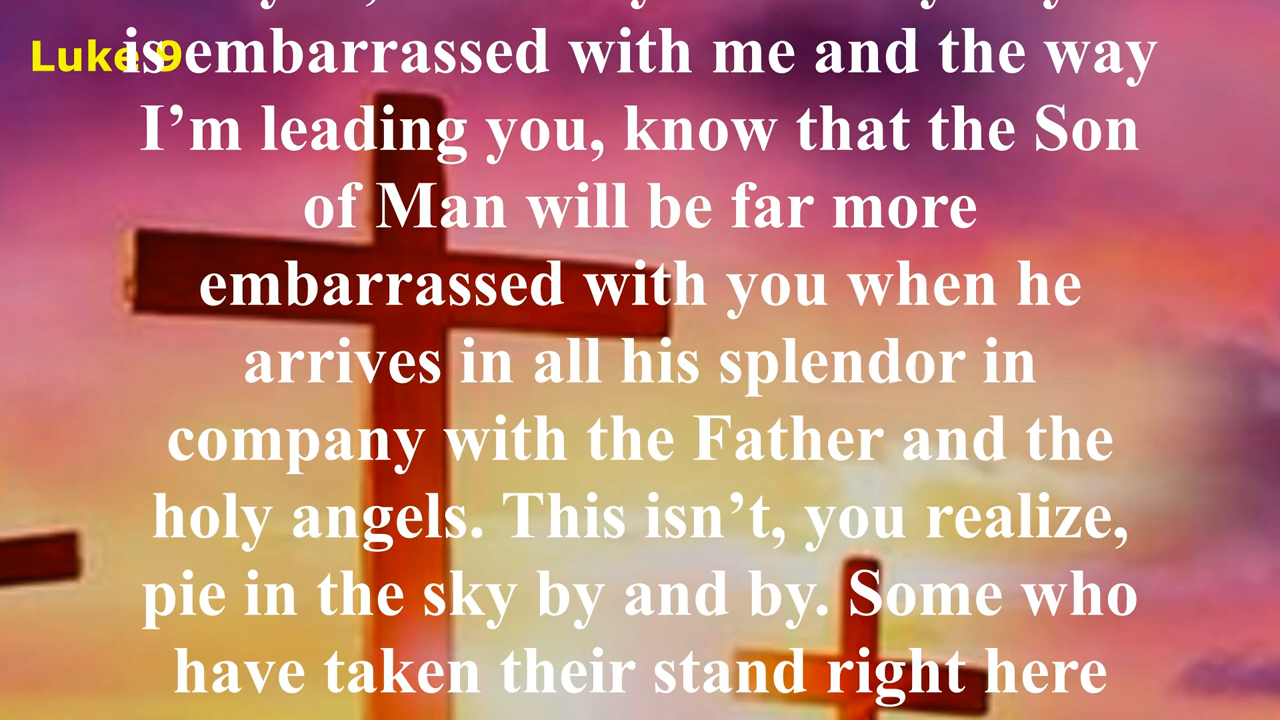 Luke 9
is embarrassed with me and the way
I’m leading you, know that the Son
of Man will be far more
embarrassed with you when he
arrives in all his splendor in
company with the Father and the
holy angels. This isn’t, you realize,
pie in the sky by and by. Some who
have taken their stand right here